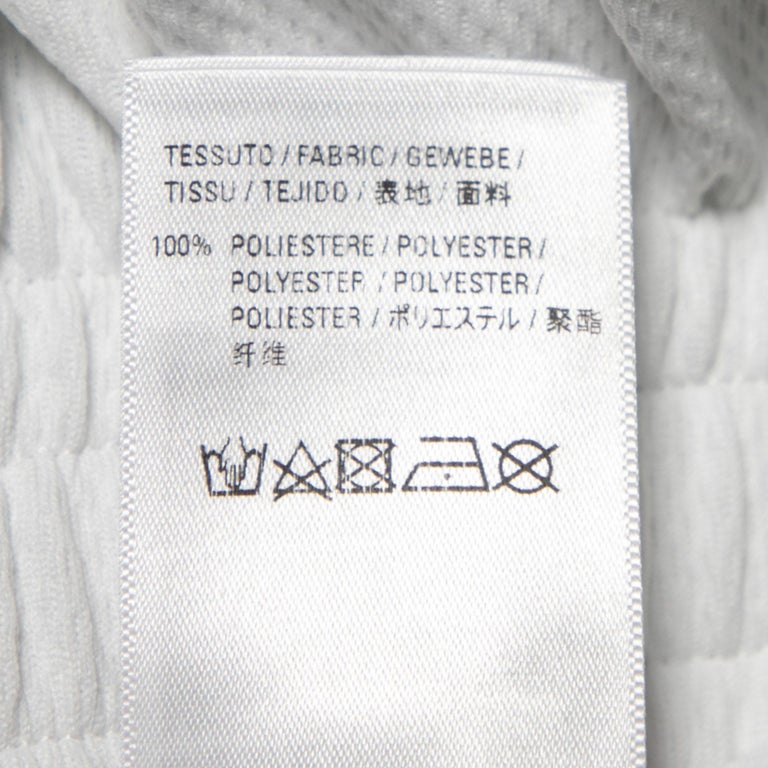 TESSUTO / FABRIC / GEWEBE /
TISSU / TEJIDO / 表地 / 面料
100% POLIESTERE / POLYESTER /
POLYESTER / POLYESTER /
POLIESTER / ポリエステル / 聚酯
纤维